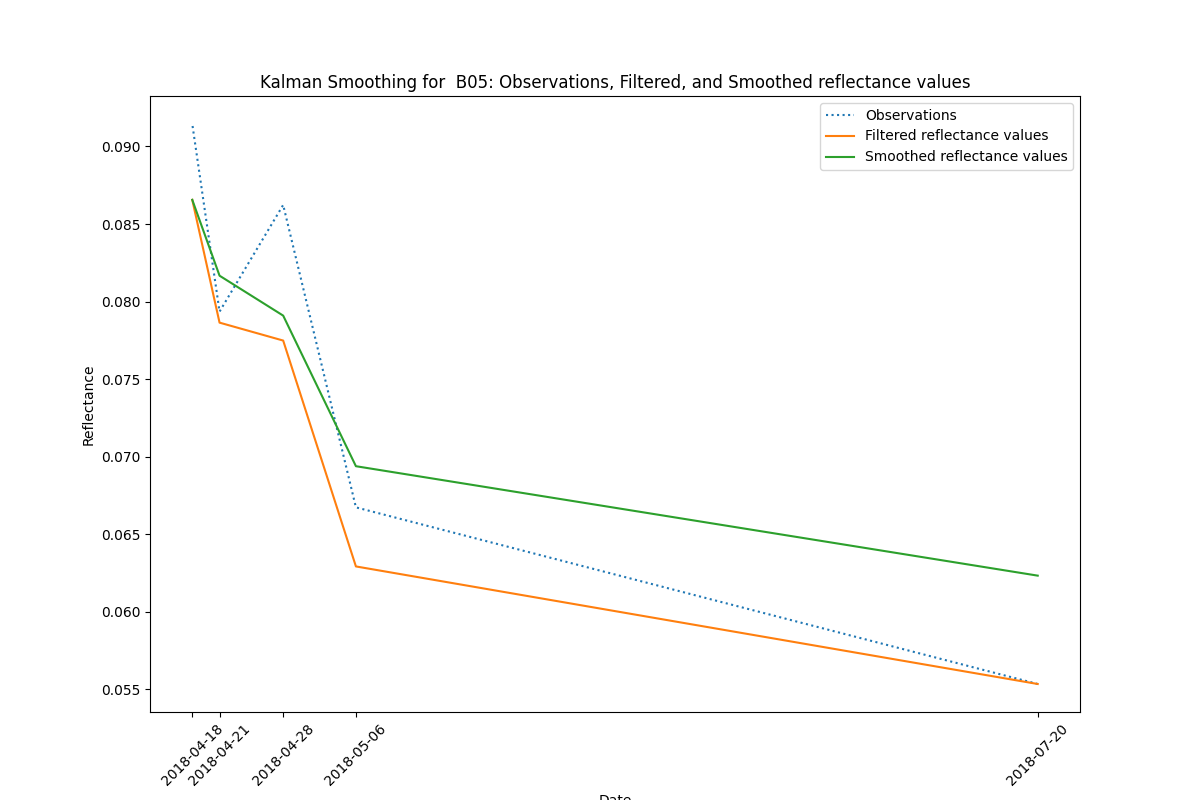 Kalman Smoothing for  B05: Observations, Filtered, and Smoothed reflectance values
Observations
Filtered reflectance values
Smoothed reflectance values
0.090
0.085
0.080
0.075
0.070
0.065
0.060
0.055
Reflectance
2018-04-18
2018-04-21
2018-04-28
2018-05-06
2018-07-20
Date